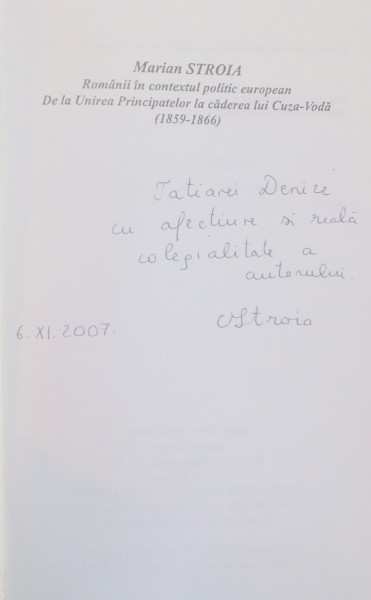 Marian STROIA
Românii în contextul politic european
De la Unirea Principatelor la căderea lui Cuza-Vodă
(1859-1866)
Tatianei Denize
cu afecțiune si reală
colegialitate a
autorului.
6.XI.2007.
MStroia